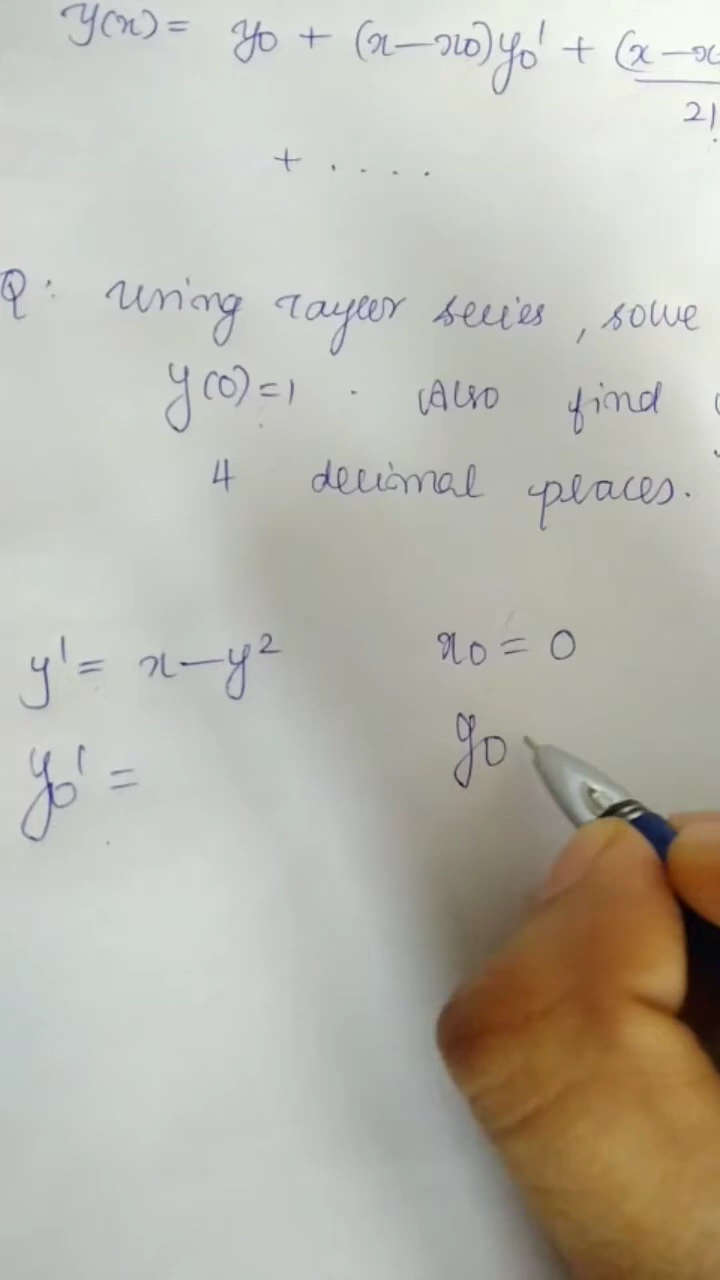 y(x) = y0 + (x-x0)y0' + (x-x
2!
+ ....
Q: Using Taylor series, solve
y(0)=1 . Also find
4 decimal places.
y' = x-y²
x0 = 0
y0' =
y0